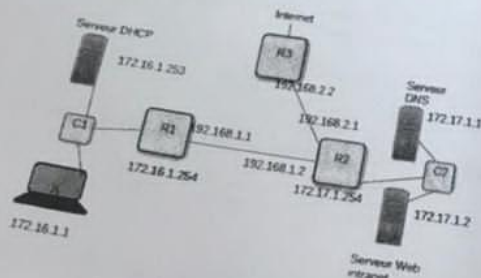 Internet
Serveur DHCP
172.16.1.253
R3
192.168.2.2
Serveur
DNS
172.17.1.1
C1
R1
192.168.1.1
192.168.2.1
172.16.1.254
192.168.1.2
R2
172.17.1.254
C2
A
172.16.1.1
172.17.1.2
Serveur Web
intranet